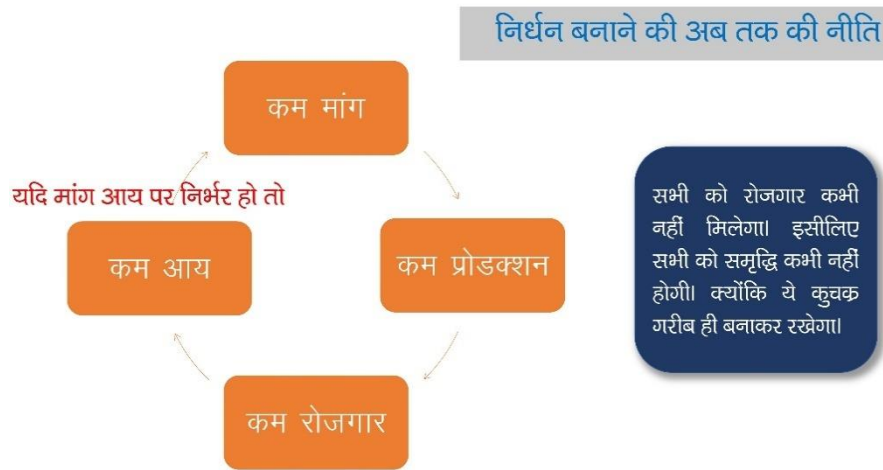 निर्धन बनाने की अब तक की नीति
कम मांग
यदि मांग आय पर निर्भर हो तो
कम आय
कम प्रोडक्शन
कम रोजगार
सभी को रोजगार कभी
नहीं मिलेगा। इसीलिए
सभी को समृद्धि कभी नहीं
होगी। क्योंकि ये कुचक्र
गरीब ही बनाकर रखेगा।